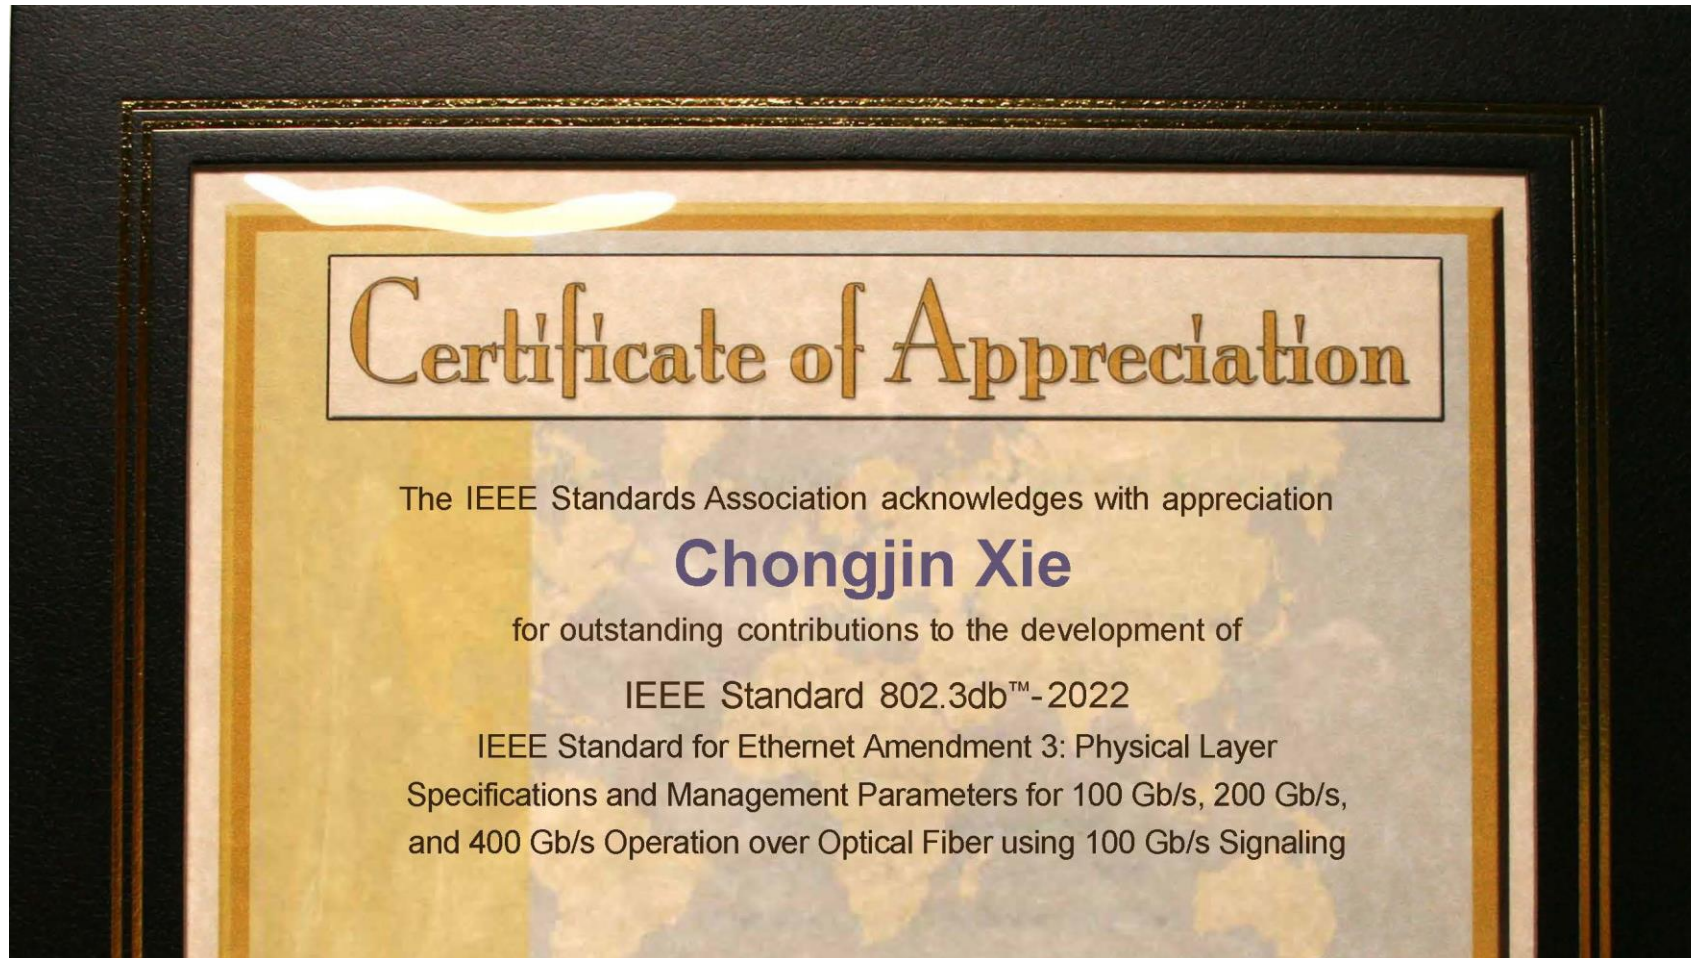 Certificate of Appreciation
The IEEE Standards Association acknowledges with appreciation
Chongjin Xie
for outstanding contributions to the development of
IEEE Standard 802.3db™-2022
IEEE Standard for Ethernet Amendment 3: Physical Layer
Specifications and Management Parameters for 100 Gb/s, 200 Gb/s,
and 400 Gb/s Operation over Optical Fiber using 100 Gb/s Signaling